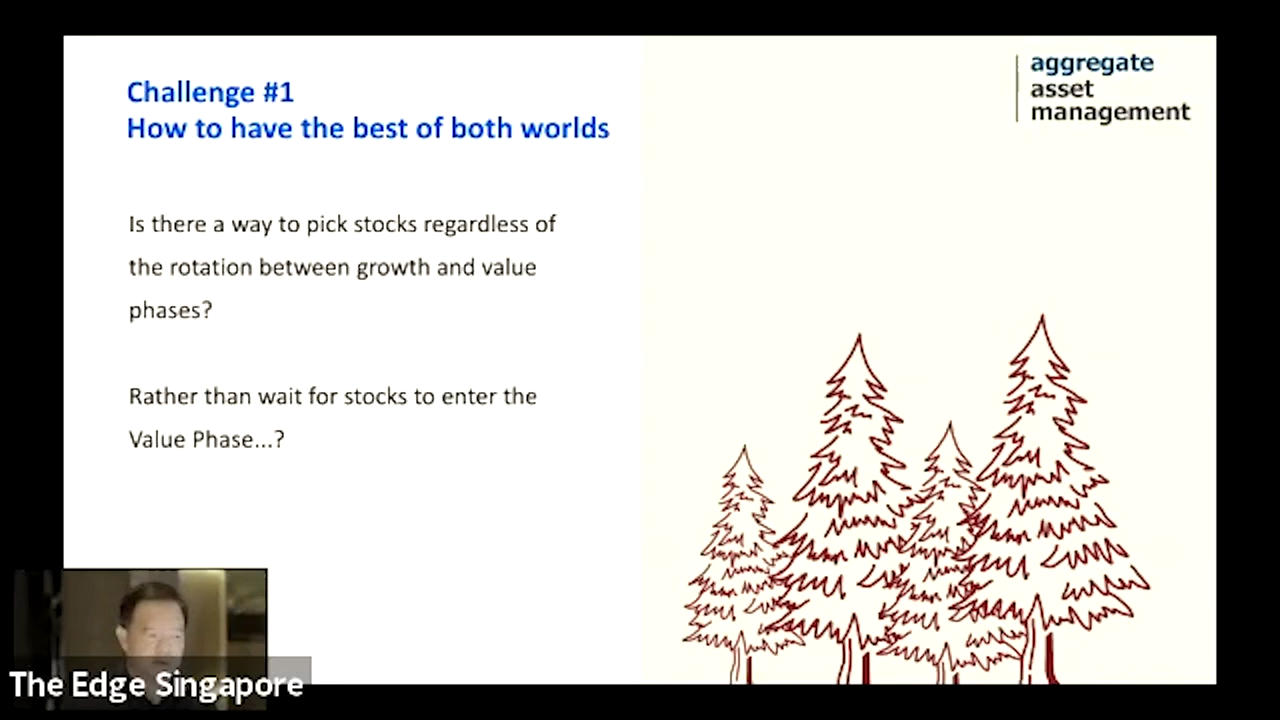 Challenge #1
How to have the best of both worlds
aggregate
asset
management
Is there a way to pick stocks regardless of
the rotation between growth and value
phases?
Rather than wait for stocks to enter the
Value Phase...?
The Edge Singapore